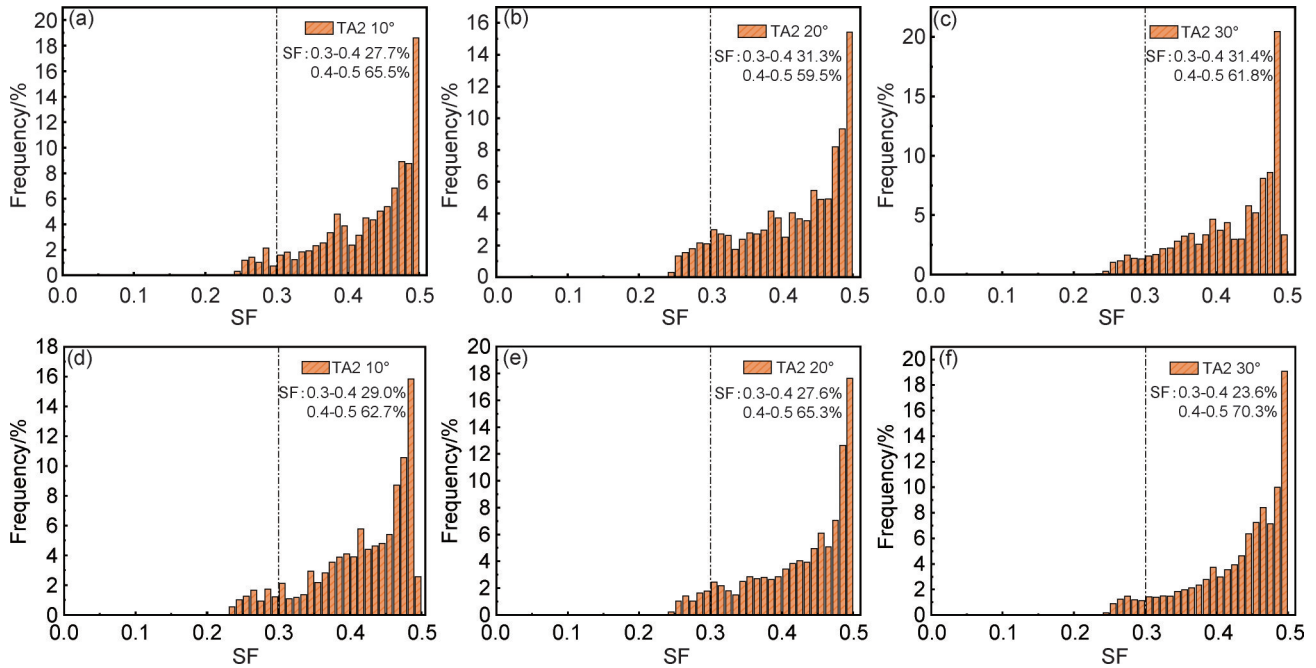 (a)
TA2 10°
SF:0.3-0.4 27.7%
0.4-0.5 65.5%
Frequency/%
20
18
16
14
12
10
8
6
4
2
0
0.0 0.1 0.2 0.3 0.4 0.5
SF
(b)
TA2 20°
SF:0.3-0.4 31.3%
0.4-0.5 59.5%
Frequency/%
16
14
12
10
8
6
4
2
0
0.0 0.1 0.2 0.3 0.4 0.5
SF
(c)
TA2 30°
SF:0.3-0.4 31.4%
0.4-0.5 61.8%
Frequency/%
20
15
10
5
0
0.0 0.1 0.2 0.3 0.4 0.5
SF
(d)
TA2 10°
SF:0.3-0.4 29.0%
0.4-0.5 62.7%
Frequency/%
18
16
14
12
10
8
6
4
2
0
0.0 0.1 0.2 0.3 0.4 0.5
SF
(e)
TA2 20°
SF:0.3-0.4 27.6%
0.4-0.5 65.3%
Frequency/%
20
18
16
14
12
10
8
6
4
2
0
0.0 0.1 0.2 0.3 0.4 0.5
SF
(f)
TA2 30°
SF:0.3-0.4 23.6%
0.4-0.5 70.3%
Frequency/%
20
18
16
14
12
10
8
6
4
2
0
0.0 0.1 0.2 0.3 0.4 0.5
SF